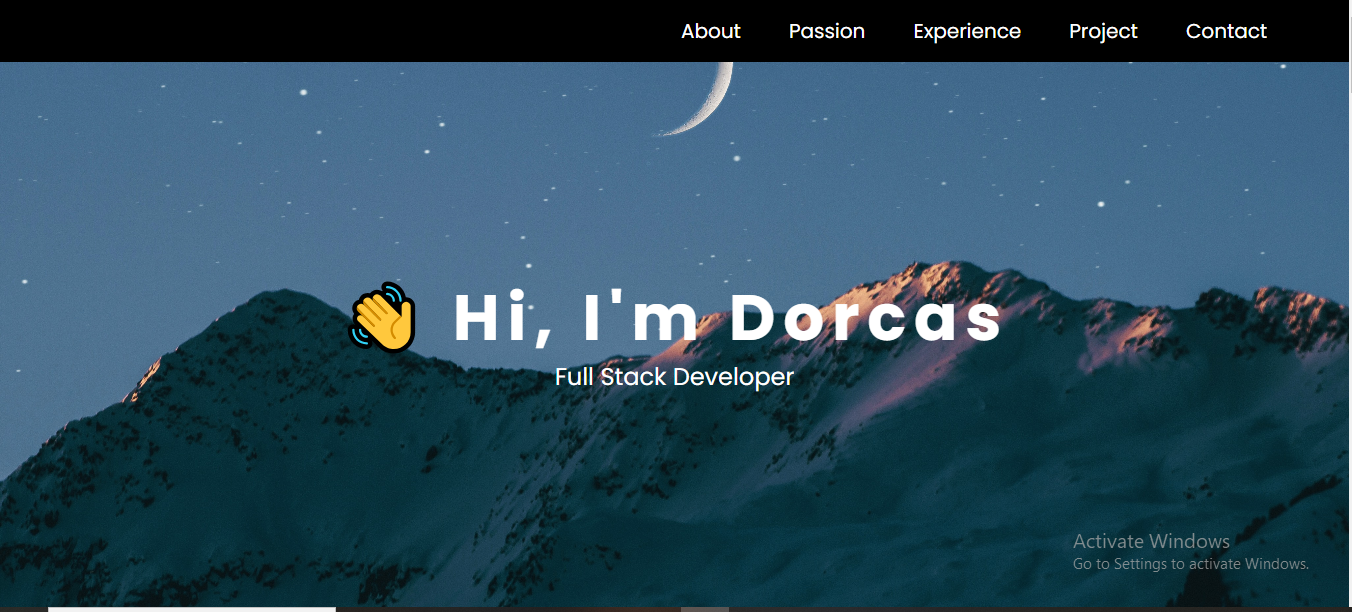 About Passion Experience Project Contact
Hi, I'm Dorcas
Full Stack Developer
Activate Windows
Go to Settings to activate Windows.